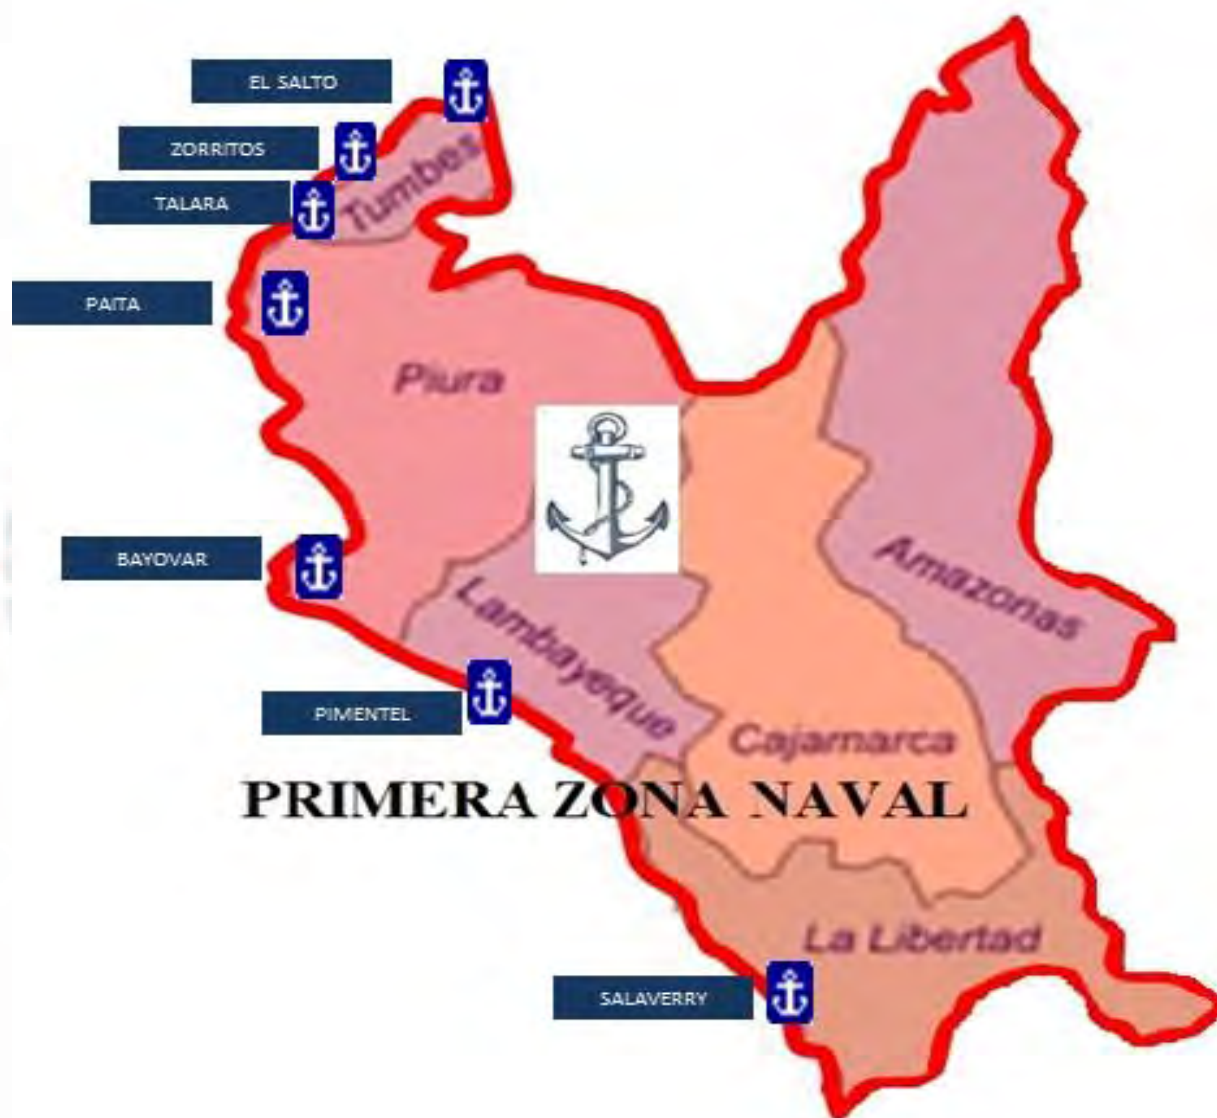 EL SALTO
ZORRITOS
TALARA
Tumbes
PAITA
Piura
BAYOVAR
Amazonas
Lambayeque
PIMENTEL
Cajamarca
PRIMERA ZONA NAVAL
La Libertad
SALAVERRY